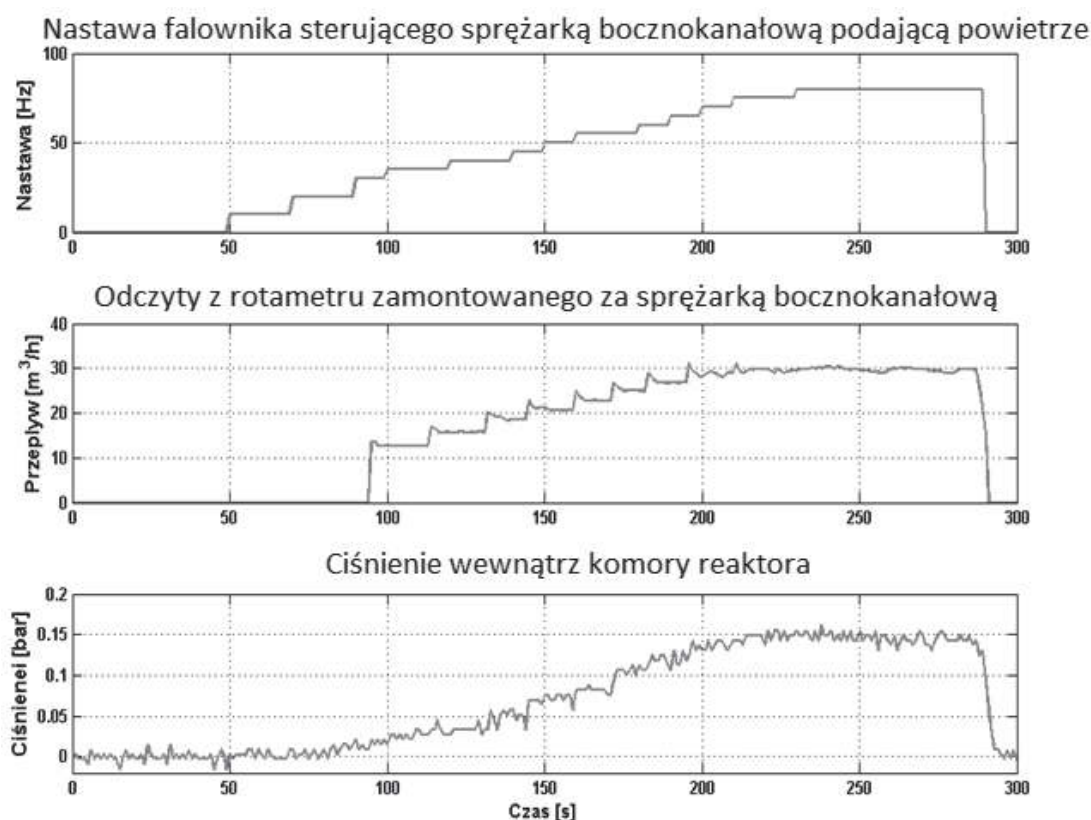 Nastawa falownika sterującego sprężarką bocznokanałową podającą powietrze
Nastawa [Hz]
100
50
0
0 50 100 150 200 250 300
Odczyty z rotametru zamontowanego za sprężarką bocznokanałową
Przepływ [m³/h]
40
30
20
10
0
0 50 100 150 200 250 300
Ciśnienie wewnątrz komory reaktora
Ciśnienei [bar]
0.2
0.15
0.1
0.05
0
0 50 100 150 200 250 300
Czas [s]